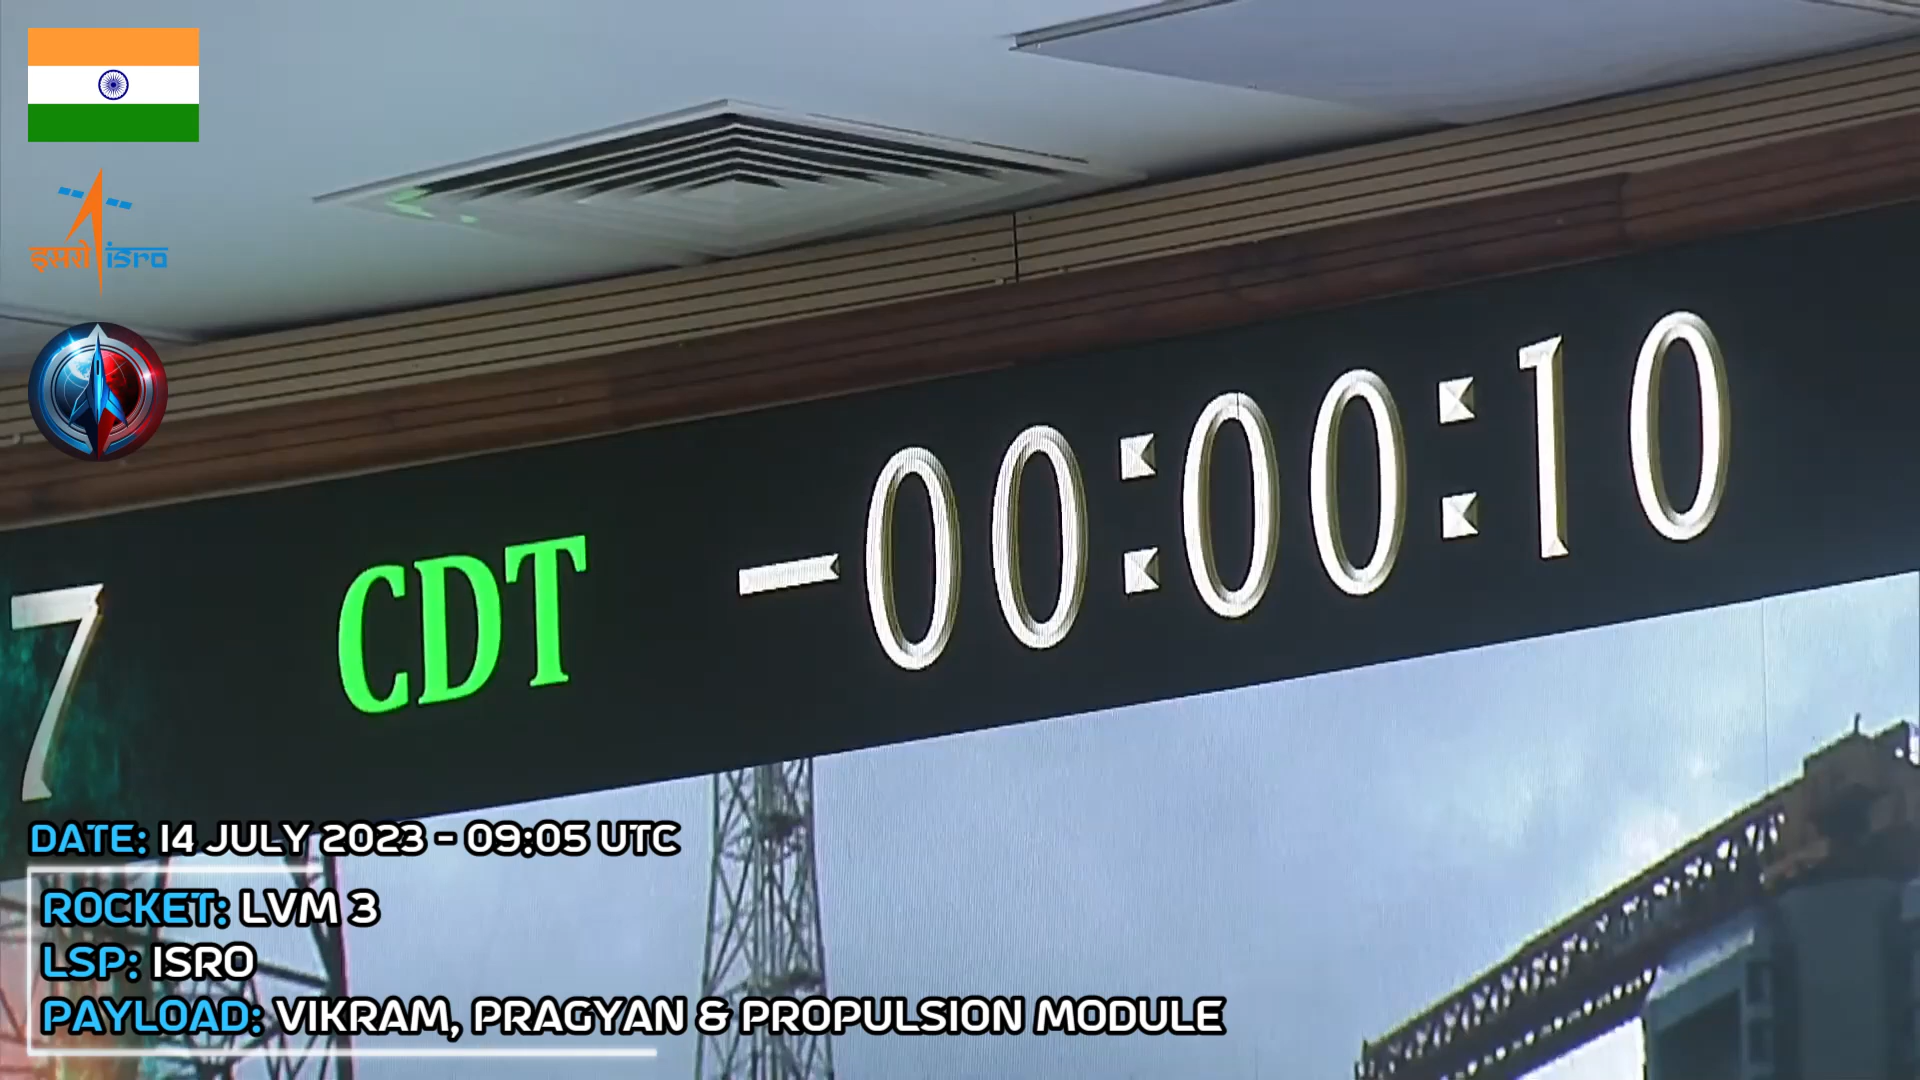 इसरो isro
7 CDT -00:00:10
DATE: 14 JULY 2023 - 09:05 UTC
ROCKET: LVM 3
LSP: ISRO
PAYLOAD: VIKRAM, PRAGYAN & PROPULSION MODULE